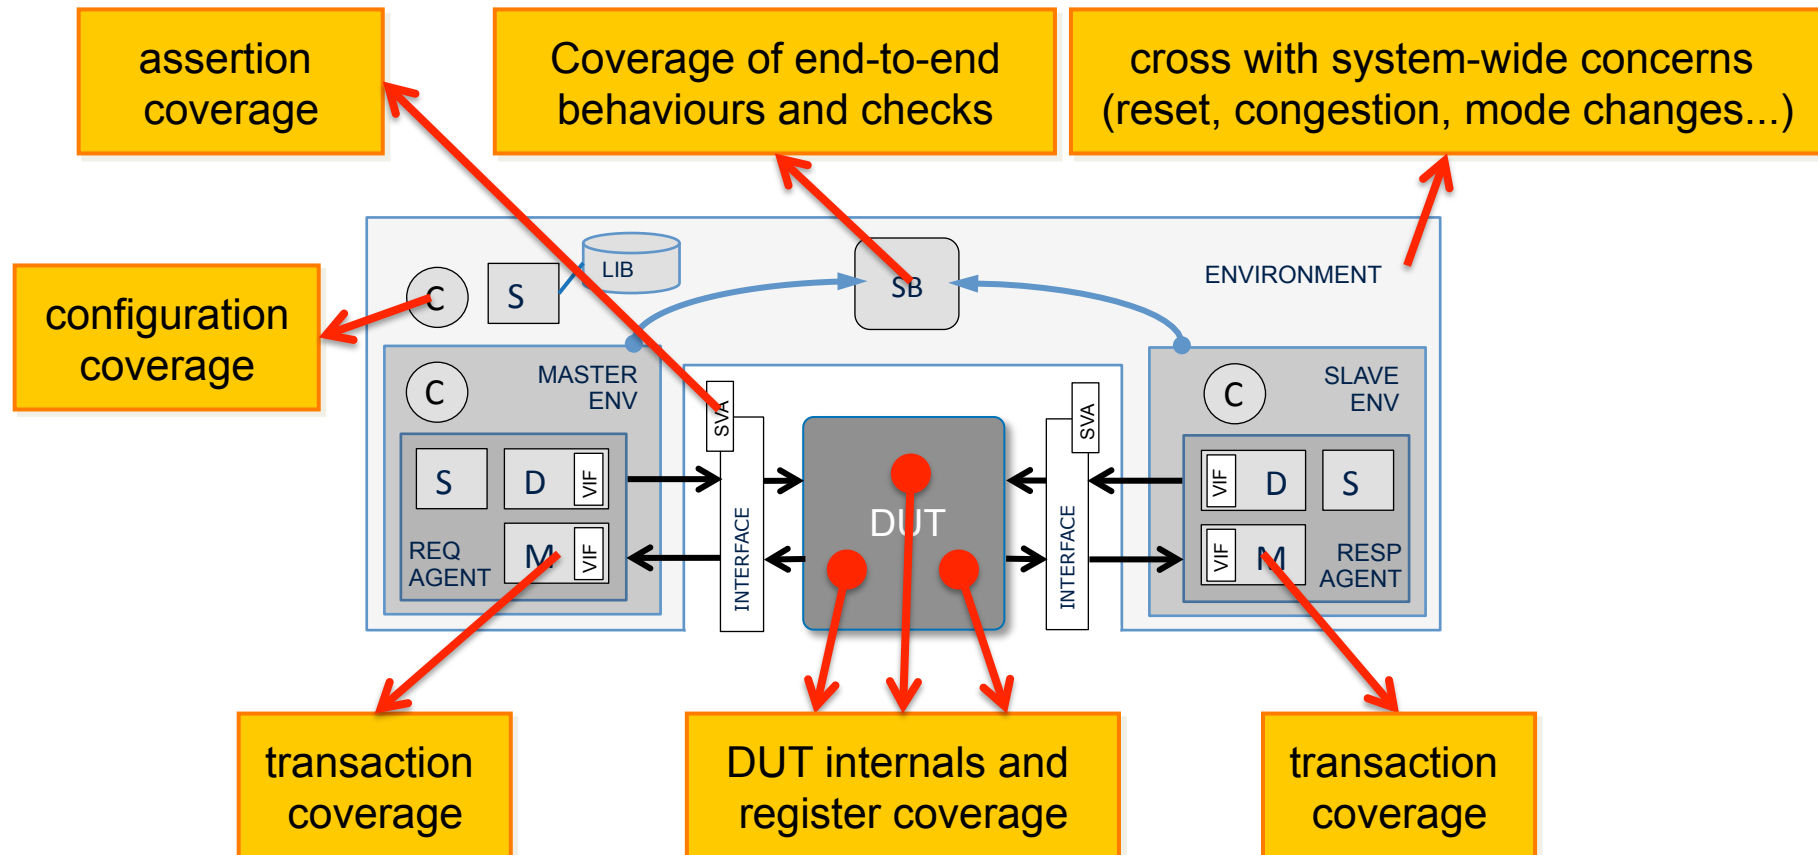 assertion
coverage
Coverage of end-to-end
behaviours and checks
cross with system-wide concerns
(reset, congestion, mode changes...)
configuration
coverage
C
S
LIB
SB
ENVIRONMENT
C
MASTER
ENV
SVA
SVA
C
SLAVE
ENV
S
D
VIF
REQ
AGENT
M
VIF
INTERFACE
DUT
INTERFACE
VIF
D
S
VIF
M
RESP
AGENT
transaction
coverage
DUT internals and
register coverage
transaction
coverage